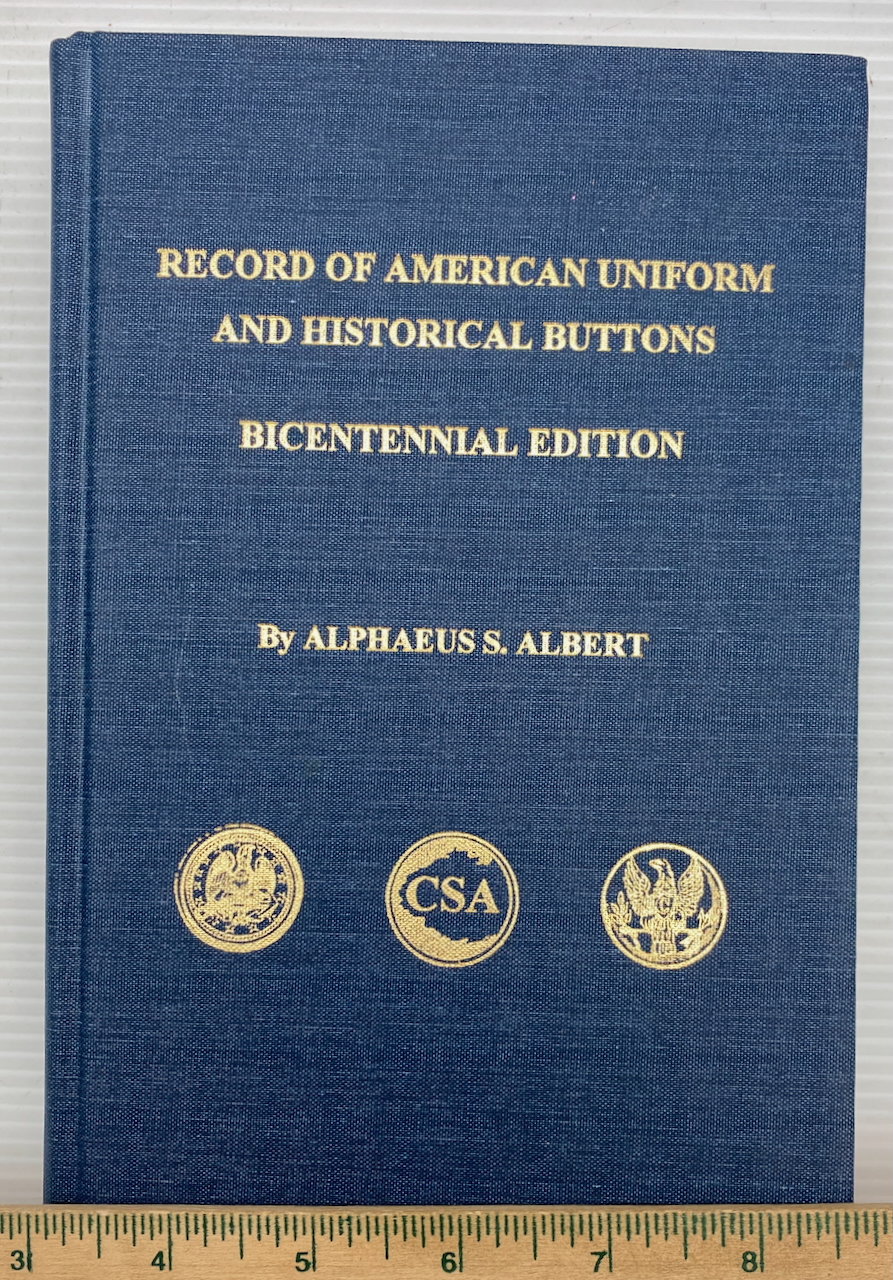 RECORD OF AMERICAN UNIFORM
AND HISTORICAL BUTTONS
BICENTENNIAL EDITION
By ALPHAEUS S. ALBERT
CSA
3 4 5 6 7 8